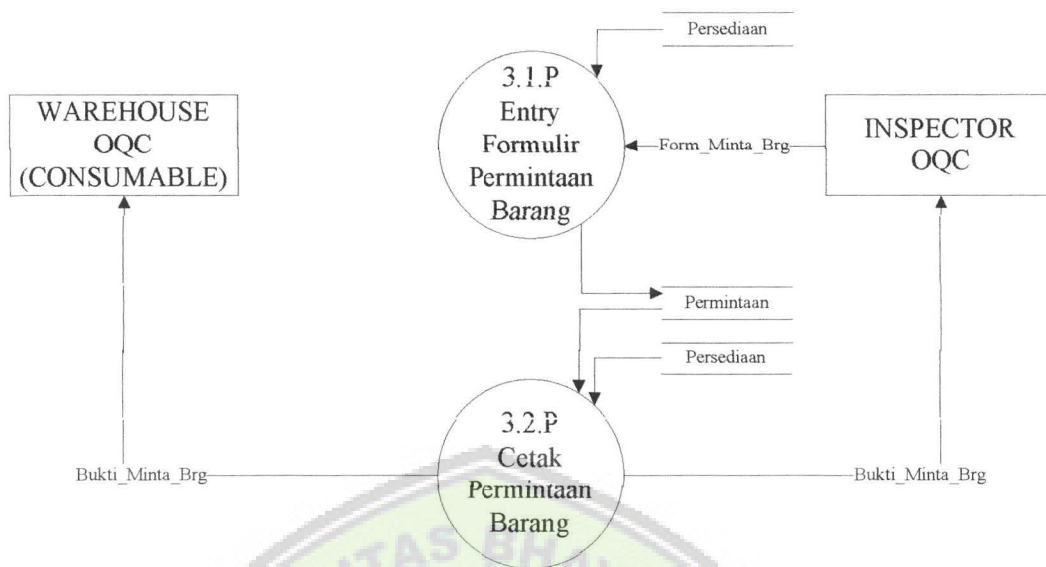 Persediaan
3.1.P
Entry
Formulir
Permintaan
Barang
WAREHOUSE
OQC
(CONSUMABLE)
Form_Minta_Brg
INSPECTOR
OQC
Permintaan
Persediaan
3.2.P
Cetak
Permintaan
Barang
Bukti_Minta_Brg
Bukti_Minta_Brg